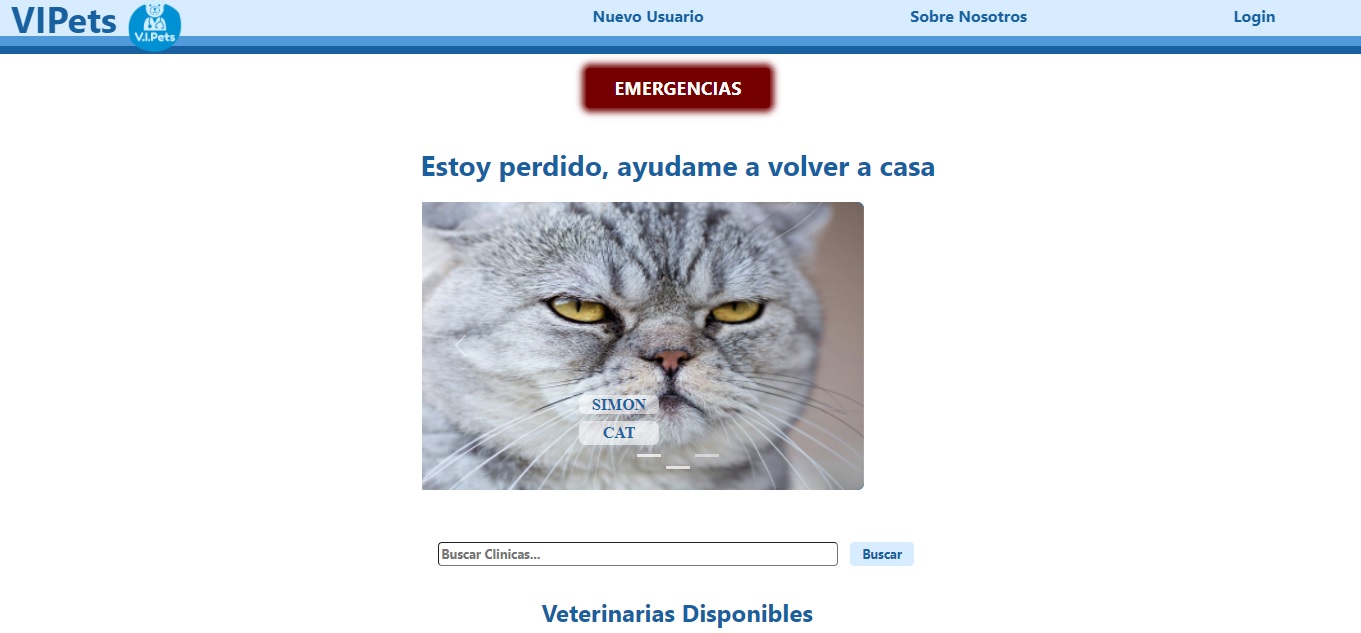 VIPets
V.I.Pets
Nuevo Usuario
Sobre Nosotros
Login
EMERGENCIAS
Estoy perdido, ayudame a volver a casa
SIMON
CAT
Buscar Clinicas...
Buscar
Veterinarias Disponibles